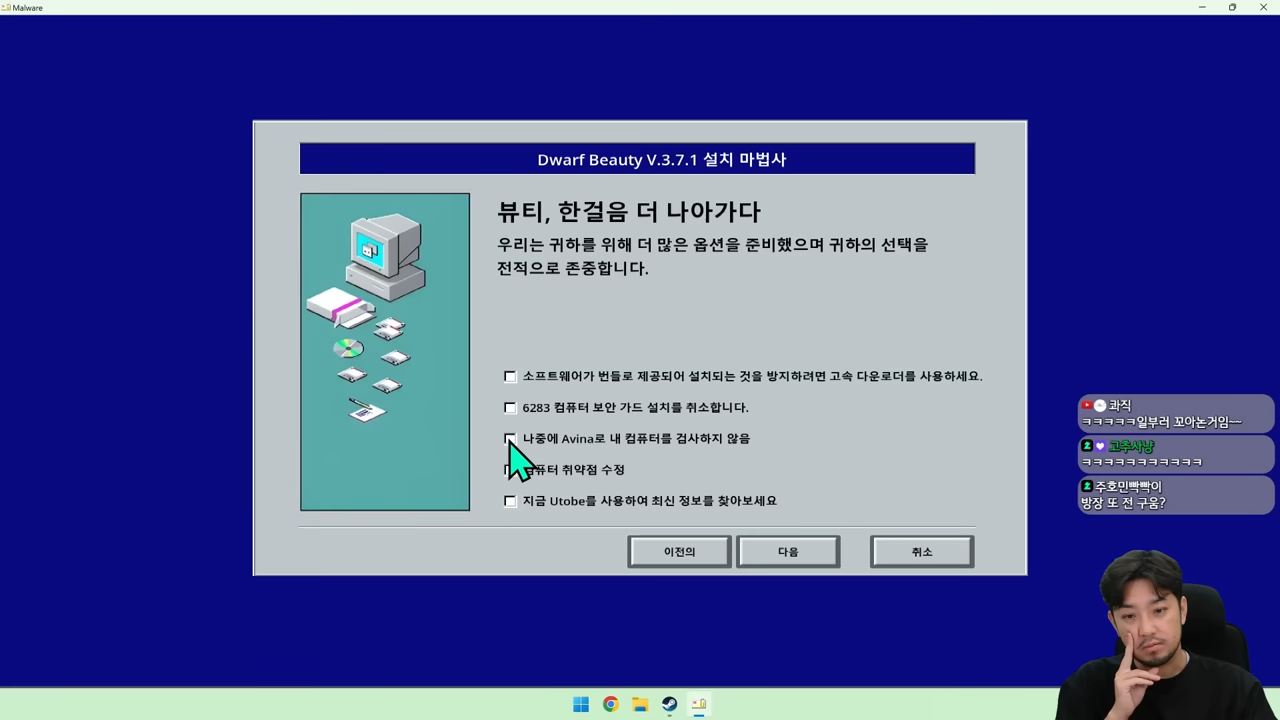 Malware
Dwarf Beauty V.3.7.1 설치 마법사
뷰티, 한걸음 더 나아가다
우리는 귀하를 위해 더 많은 옵션을 준비했으며 귀하의 선택을
전적으로 존중합니다.
소프트웨어가 번들로 제공되어 설치되는 것을 방지하려면 고속 다운로더를 사용하세요.
6283 컴퓨터 보안 가드 설치를 취소합니다.
나중에 Avina로 내 컴퓨터를 검사하지 않음
컴퓨터 취약점 수정
지금 Utobe를 사용하여 최신 정보를 찾아보세요
이전의
다음
취소
콰직
ㅋㅋㅋㅋㅋ일부러 꼬아논거임~~
고추사냥
ㅋㅋㅋㅋㅋㅋㅋㅋㅋㅋㅋ
주호민빡빡이
방장 또 전 구움?